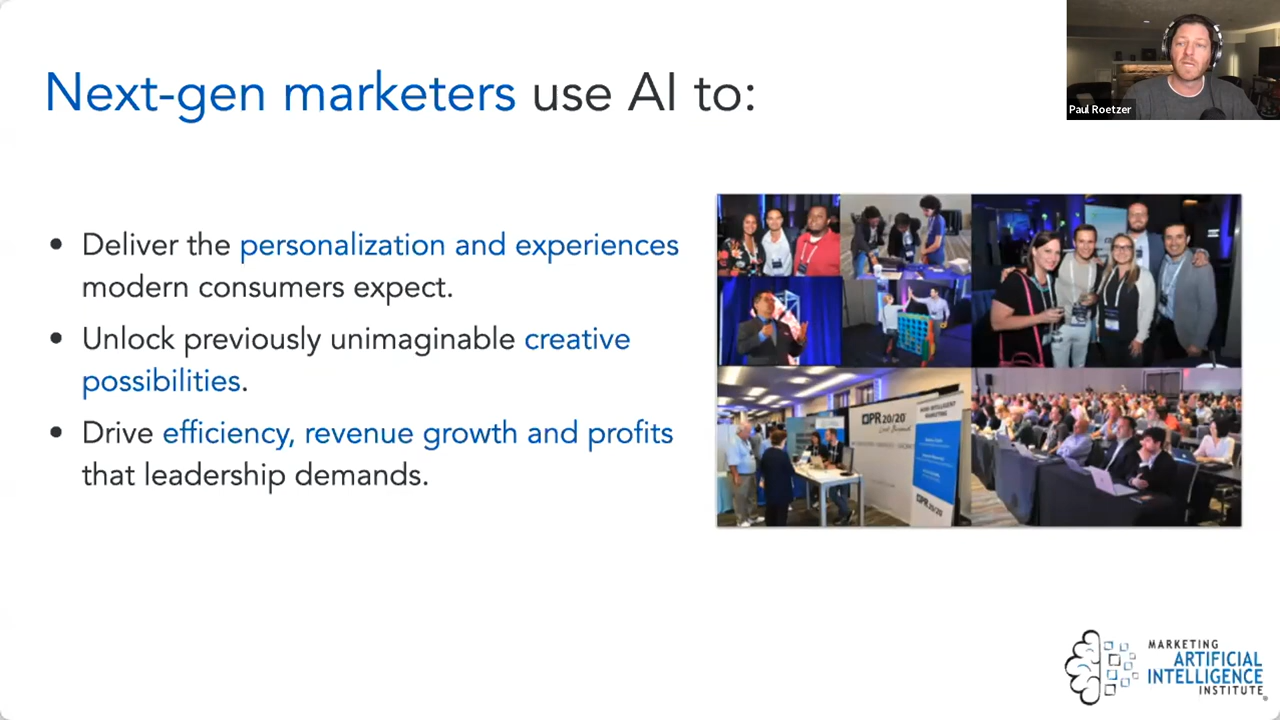 Next-gen marketers use AI to:
Paul Roetzer
• Deliver the personalization and experiences
modern consumers expect.
• Unlock previously unimaginable creative
possibilities.
• Drive efficiency, revenue growth and profits
that leadership demands.
PR 20/20
PR 20/20
MARKETING
ARTIFICIAL
INTELLIGENCE
INSTITUTE